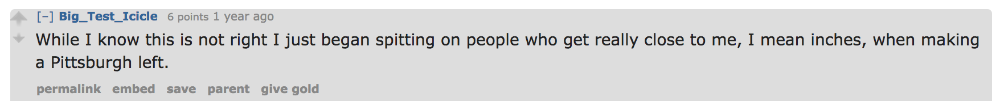 [–] Big_Test_Icicle 6 points 1 year ago
While I know this is not right I just began spitting on people who get really close to me, I mean inches, when making
a Pittsburgh left.
permalink embed save parent give gold